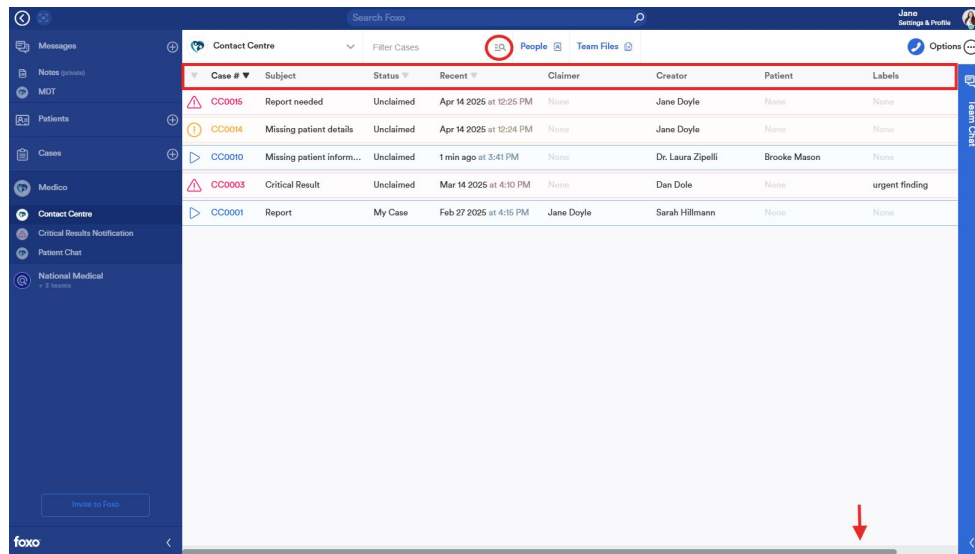 Search Foxo
Jane
Settings & Profile
Messages
Notes (private)
MDT
Patients
Cases
Medico
Contact Centre
Critical Results Notification
Patient Chat
National Medical
+ 3 teams
Invite to Foxo
foxo
Contact Centre Filter Cases People Team Files Options
Case # Subject Status Recent Claimer Creator Patient Labels
CC0015 Report needed Unclaimed Apr 14 2025 at 12:25 PM None Jane Doyle None None
CC0014 Missing patient details Unclaimed Apr 14 2025 at 12:24 PM None Jane Doyle None None
CC0010 Missing patient inform... Unclaimed 1 min ago at 3:41 PM None Dr. Laura Zipelli Brooke Mason None
CC0003 Critical Result Unclaimed Mar 14 2025 at 4:10 PM None Dan Dole None urgent finding
CC0001 Report My Case Feb 27 2025 at 4:15 PM Jane Doyle Sarah Hillmann None None
Team Chat